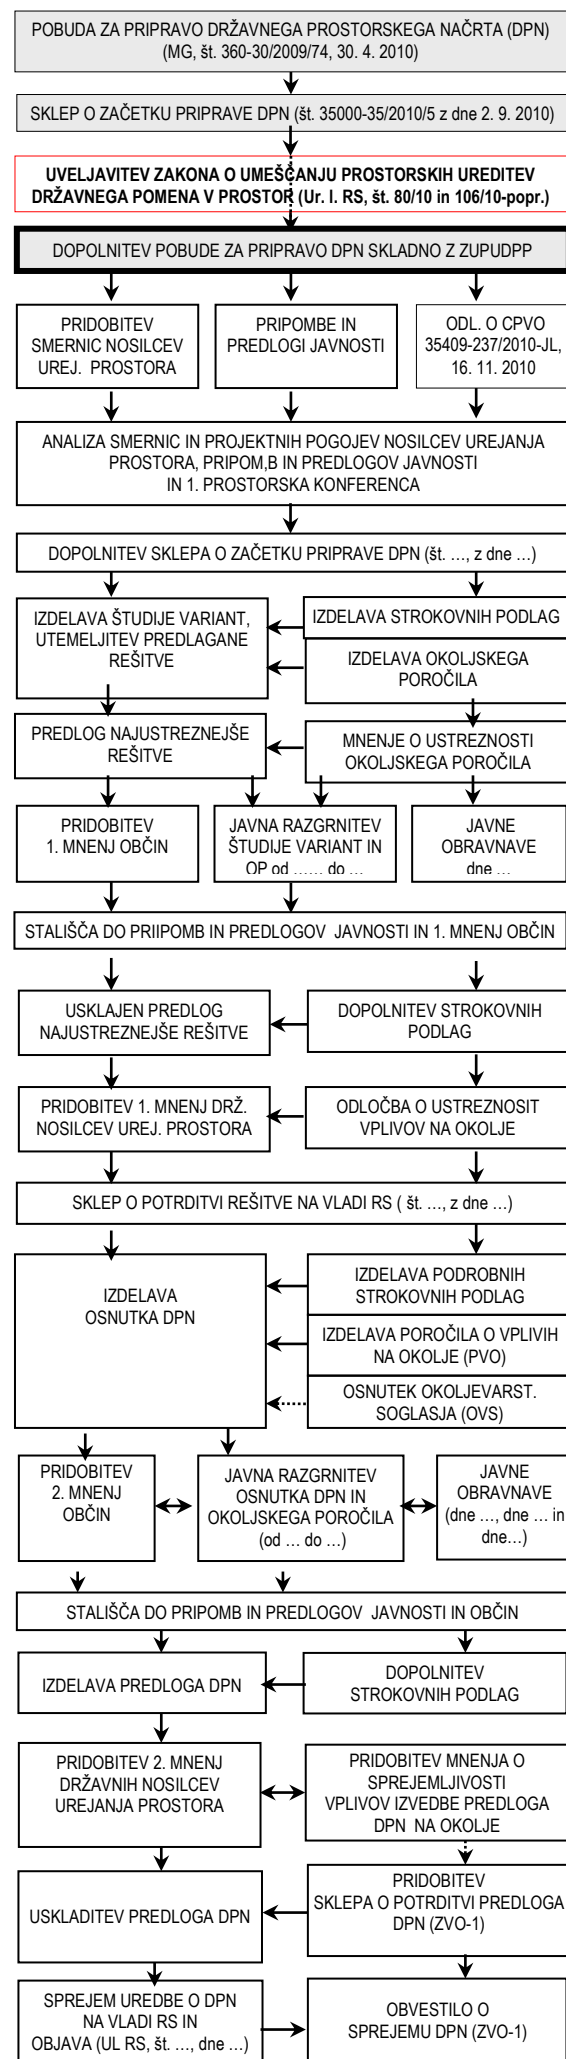 POBUDA ZA PRIPRAVO DRŽAVNEGA PROSTORSKEGA NAČRTA (DPN)
(MG, št. 360-30/2009/74, 30. 4. 2010)
SKLEP O ZAČETKU PRIPRAVE DPN (št. 35000-35/2010/5 z dne 2. 9. 2010)
UVELJAVITEV ZAKONA O UMEŠČANJU PROSTORSKIH UREDITEV
DRŽAVNEGA POMENA V PROSTOR (Ur. l. RS, št. 80/10 in 106/10-popr.)
DOPOLNITEV POBUDE ZA PRIPRAVO DPN SKLADNO Z ZUPUDPP
PRIDOBITEV
SMERNIC NOSILCEV
UREJ. PROSTORA
PRIPOMBE IN
PREDLOGI JAVNOSTI
ODL. O CPVO
35409-237/2010-JL,
16. 11. 2010
ANALIZA SMERNIC IN PROJEKTNIH POGOJEV NOSILCEV UREJANJA
PROSTORA, PRIPOM,B IN PREDLOGOV JAVNOSTI
IN 1. PROSTORSKA KONFERENCA
DOPOLNITEV SKLEPA O ZAČETKU PRIPRAVE DPN (št. …, z dne …)
IZDELAVA ŠTUDIJE VARIANT,
UTEMELJITEV PREDLAGANE
REŠITVE
IZDELAVA STROKOVNIH PODLAG
IZDELAVA OKOLJSKEGA
POROČILA
PREDLOG NAJUSTREZNEJŠE
REŠITVE
MNENJE O USTREZNOSTI
OKOLJSKEGA POROČILA
PRIDOBITEV
1. MNENJ OBČIN
JAVNA RAZGRNITEV
ŠTUDIJE VARIANT IN
OP od …… do …
JAVNE
OBRAVNAVE
dne …
STALIŠČA DO PRIIPOMB IN PREDLOGOV JAVNOSTI IN 1. MNENJ OBČIN
USKLAJEN PREDLOG
NAJUSTREZNEJŠE REŠITVE
DOPOLNITEV STROKOVNIH
PODLAG
PRIDOBITEV 1. MNENJ DRŽ.
NOSILCEV UREJ. PROSTORA
ODLOČBA O USTREZNOSIT
VPLIVOV NA OKOLJE
SKLEP O POTRDITVI REŠITVE NA VLADI RS ( št. …, z dne …)
IZDELAVA
OSNUTKA DPN
IZDELAVA PODROBNIH
STROKOVNIH PODLAG
IZDELAVA POROČILA O VPLIVIH
NA OKOLJE (PVO)
OSNUTEK OKOLJEVARST.
SOGLASJA (OVS)
PRIDOBITEV
2. MNENJ
OBČIN
JAVNA RAZGRNITEV
OSNUTKA DPN IN
OKOLJSKEGA POROČILA
(od … do …)
JAVNE
OBRAVNAVE
(dne …, dne … in
dne…)
STALIŠČA DO PRIPOMB IN PREDLOGOV JAVNOSTI IN OBČIN
IZDELAVA PREDLOGA DPN
DOPOLNITEV
STROKOVNIH PODLAG
PRIDOBITEV 2. MNENJ
DRŽAVNIH NOSILCEV
UREJANJA PROSTORA
PRIDOBITEV MNENJA O
SPREJEMLJIVOSTI
VPLIVOV IZVEDBE PREDLOGA
DPN NA OKOLJE
USKLADITEV PREDLOGA DPN
PRIDOBITEV
SKLEPA O POTRDITVI PREDLOGA
DPN (ZVO-1)
SPREJEM UREDBE O DPN
NA VLADI RS IN
OBJAVA (UL RS, št. …, dne …)
OBVESTILO O
SPREJEMU DPN (ZVO-1)